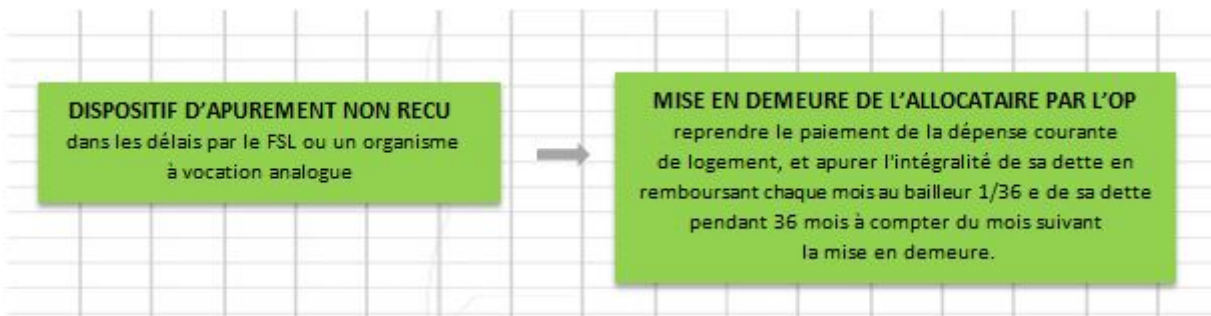 DISPOSITIF D'APUREMENT NON RECU
dans les délais par le FSL ou un organisme
à vocation analogue
MISE EN DEMEURE DE L'ALLOCATAIRE PAR L'OP
reprendre le paiement de la dépense courante
de logement, et apurer l'intégralité de sa dette en
remboursant chaque mois au bailleur 1/36 e de sa dette
pendant 36 mois à compter du mois suivant
la mise en demeure.